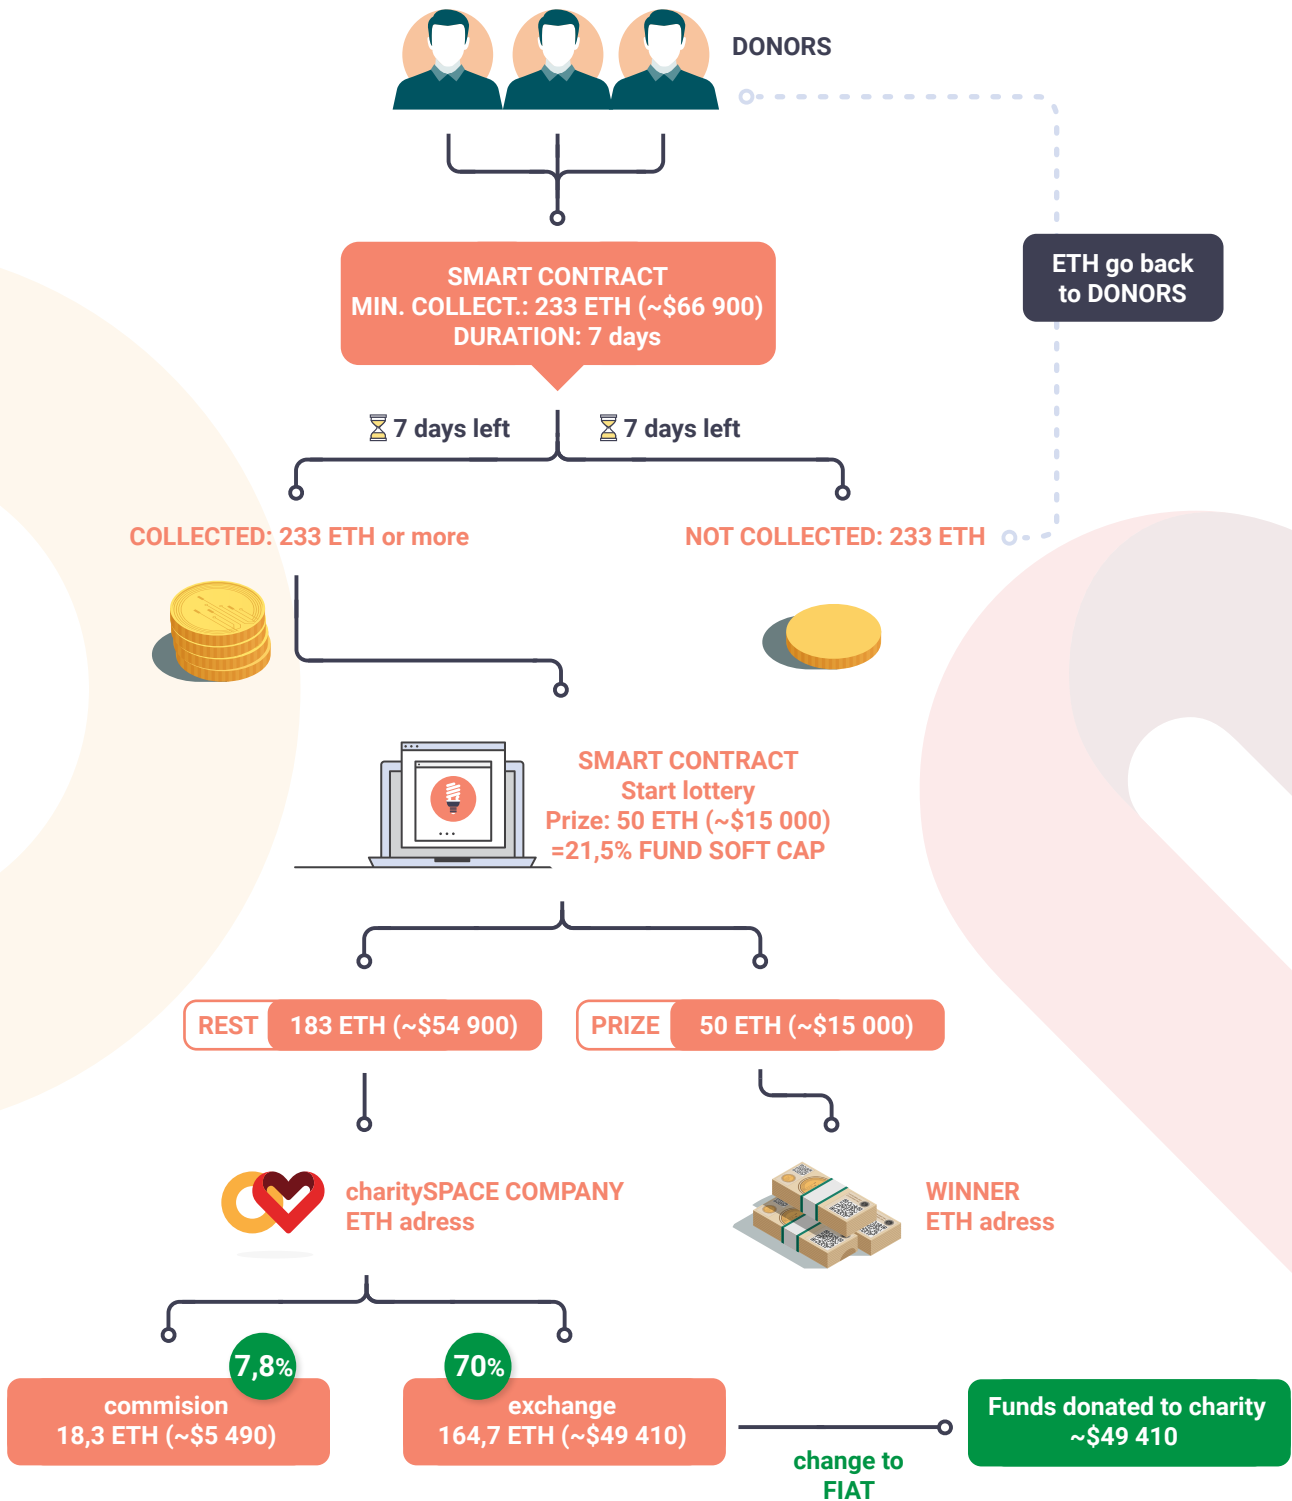 DONORS
ETH go back
to DONORS
SMART CONTRACT
MIN. COLLECT.: 233 ETH (~$66 900)
DURATION: 7 days
7 days left
7 days left
COLLECTED: 233 ETH or more
NOT COLLECTED: 233 ETH
SMART CONTRACT
Start lottery
Prize: 50 ETH (~$15 000)
=21,5% FUND SOFT CAP
REST 183 ETH (~$54 900)
PRIZE 50 ETH (~$15 000)
charitySPACE COMPANY
ETH adress
WINNER
ETH adress
7,8%
commision
18,3 ETH (~$5 490)
70%
exchange
164,7 ETH (~$49 410)
change to
FIAT
Funds donated to charity
~$49 410